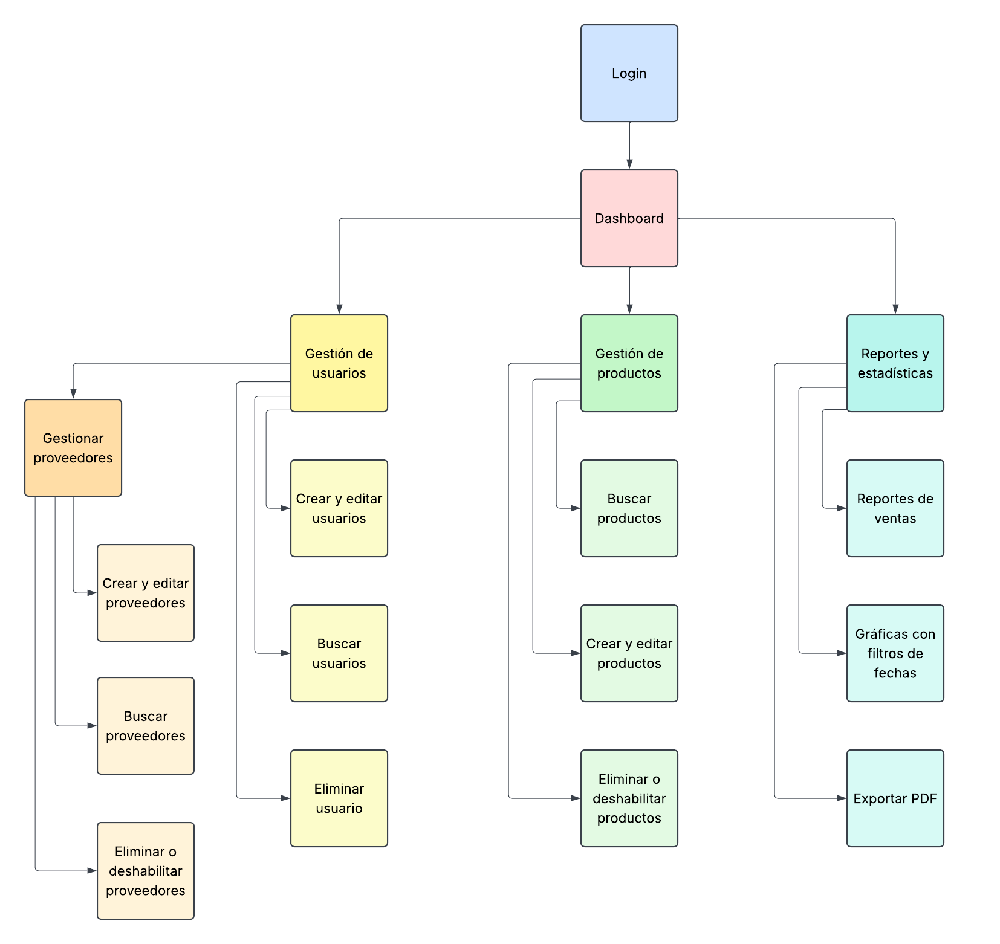 Login
Dashboard
Gestión de
usuarios
Gestión de
productos
Reportes y
estadísticas
Gestionar
proveedores
Crear y editar
usuarios
Buscar
productos
Reportes de
ventas
Crear y editar
proveedores
Buscar
usuarios
Crear y editar
productos
Gráficas con
filtros de
fechas
Buscar
proveedores
Eliminar
usuario
Eliminar o
deshabilitar
productos
Exportar PDF
Eliminar o
deshabilitar
proveedores